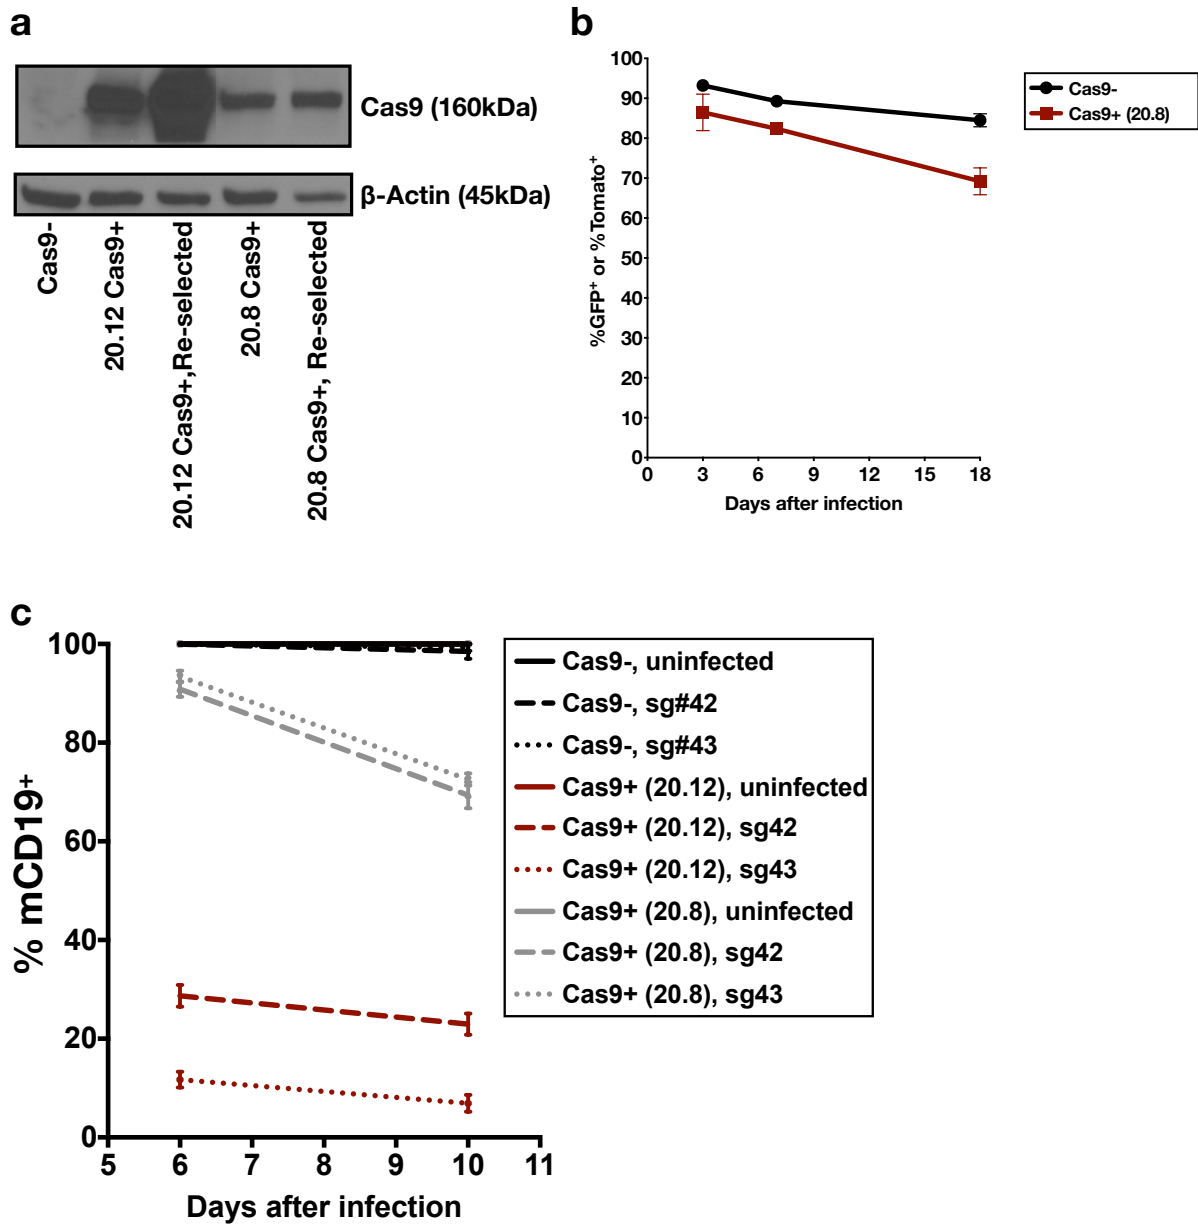 a
Cas9 (160kDa)
β-Actin (45kDa)
Cas9-
20.12 Cas9+
20.12 Cas9+,Re-selected
20.8 Cas9+
20.8 Cas9+, Re-selected
b
100
90
80
70
60
50
40
30
20
10
0
%GFP+ or %Tomato+
0 3 6 9 12 15 18
Days after infection
Cas9-
Cas9+ (20.8)
c
100
80
60
40
20
0
% mCD19+
5 6 7 8 9 10 11
Days after infection
Cas9-, uninfected
Cas9-, sg#42
Cas9-, sg#43
Cas9+ (20.12), uninfected
Cas9+ (20.12), sg42
Cas9+ (20.12), sg43
Cas9+ (20.8), uninfected
Cas9+ (20.8), sg42
Cas9+ (20.8), sg43